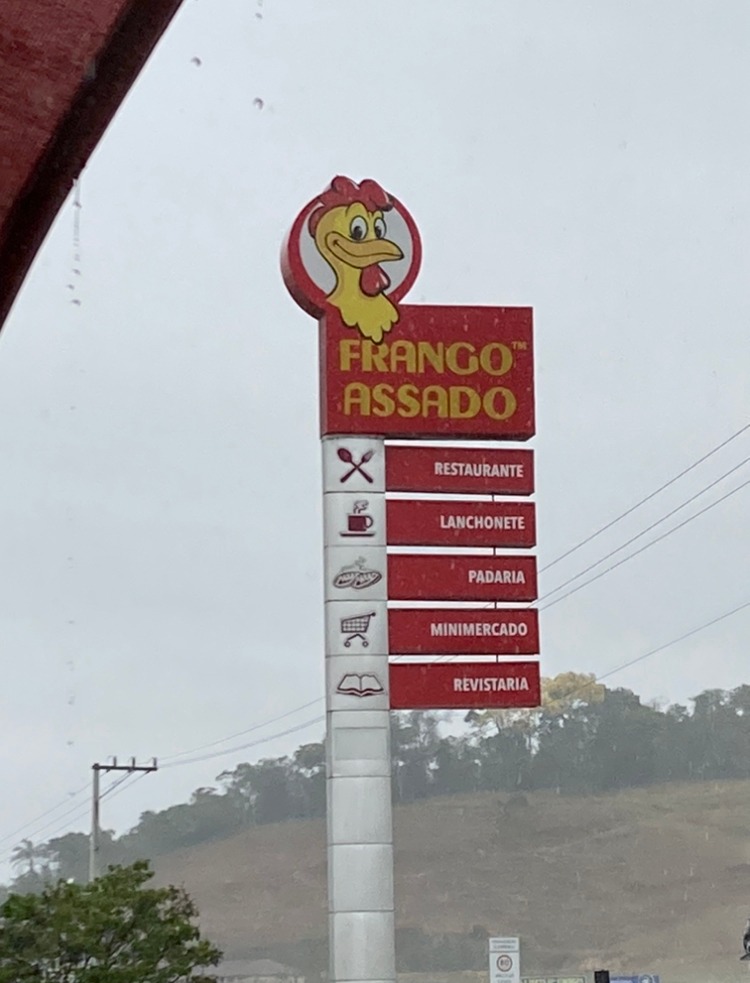 FRANGO™
ASSADO
RESTAURANTE
LANCHONETE
PADARIA
MINIMERCADO
REVISTARIA